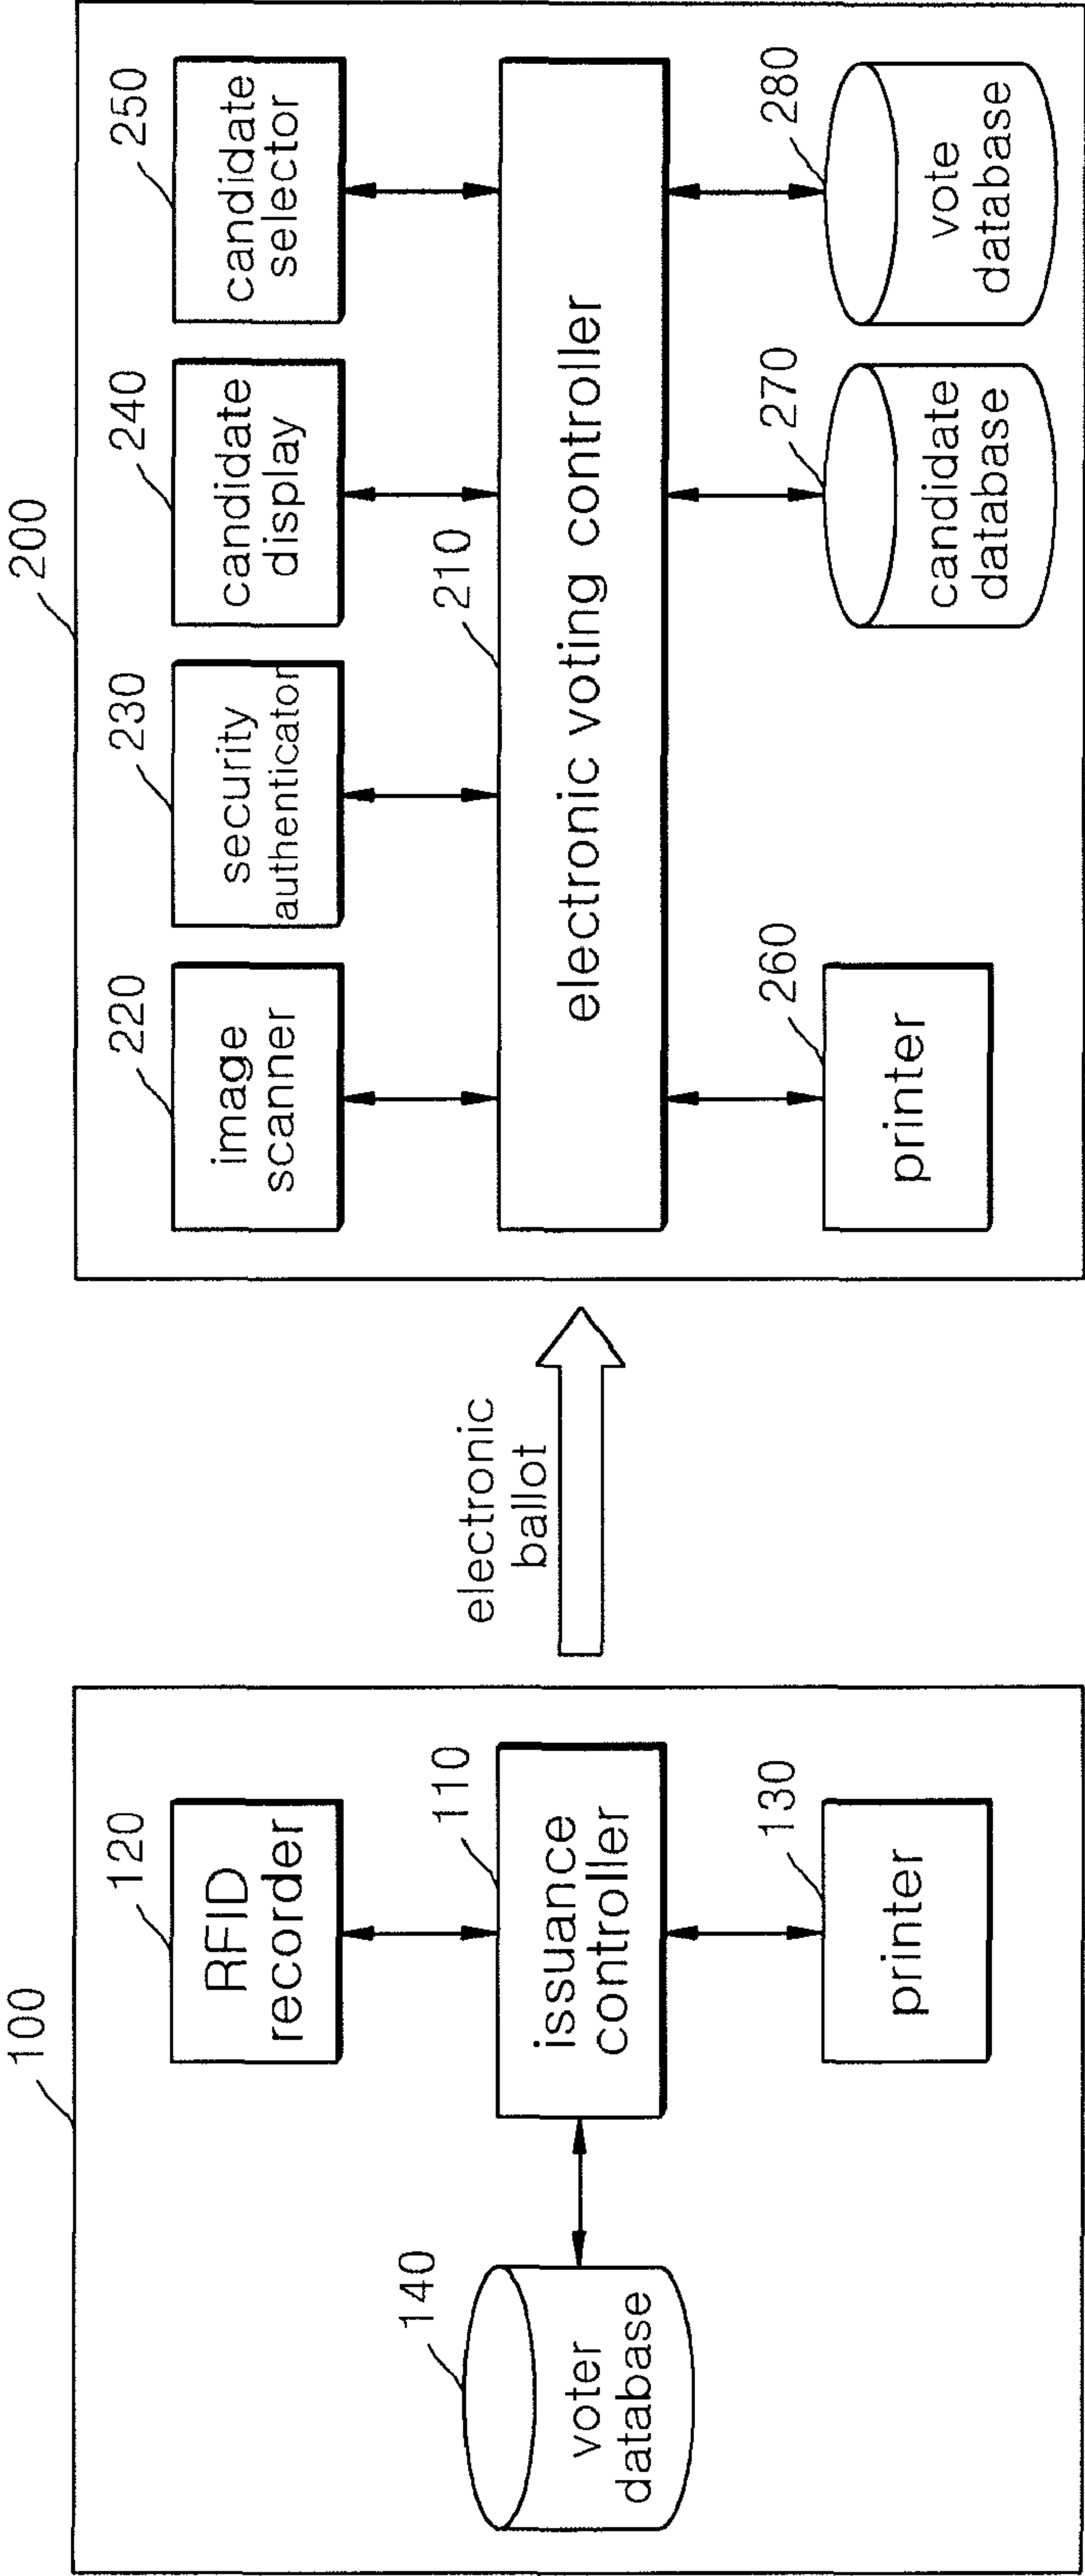 100
120
RFID
recorder
110
issuance
controller
140
voter
database
130
printer
electronic
ballot
200
220
image
scanner
230
security
authenticator
240
candidate
display
250
candidate
selector
210
electronic voting controller
260
printer
270
candidate
database
280
vote
database